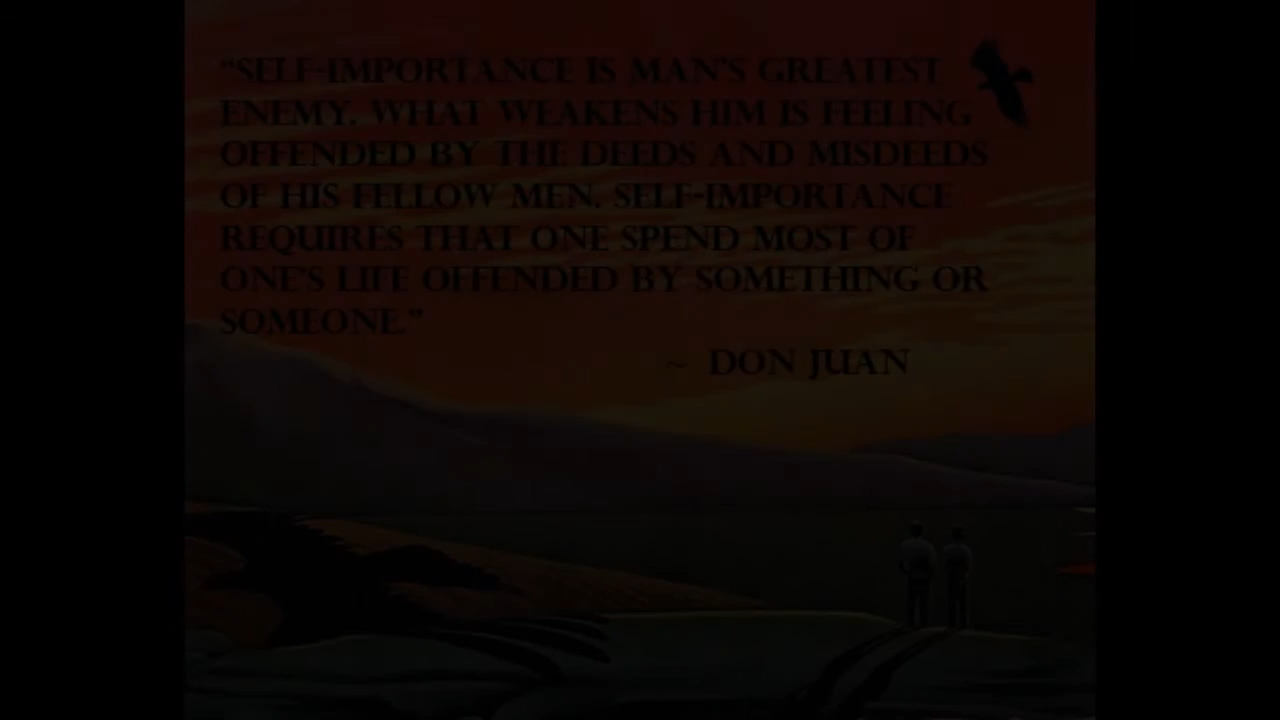 “SELF-IMPORTANCE IS MAN’S GREATEST
ENEMY. WHAT WEAKENS HIM IS FEELING
OFFENDED BY THE DEEDS AND MISDEEDS
OF HIS FELLOW MEN. SELF-IMPORTANCE
REQUIRES THAT ONE SPEND MOST OF
ONE’S LIFE OFFENDED BY SOMETHING OR
SOMEONE.”
~ DON JUAN